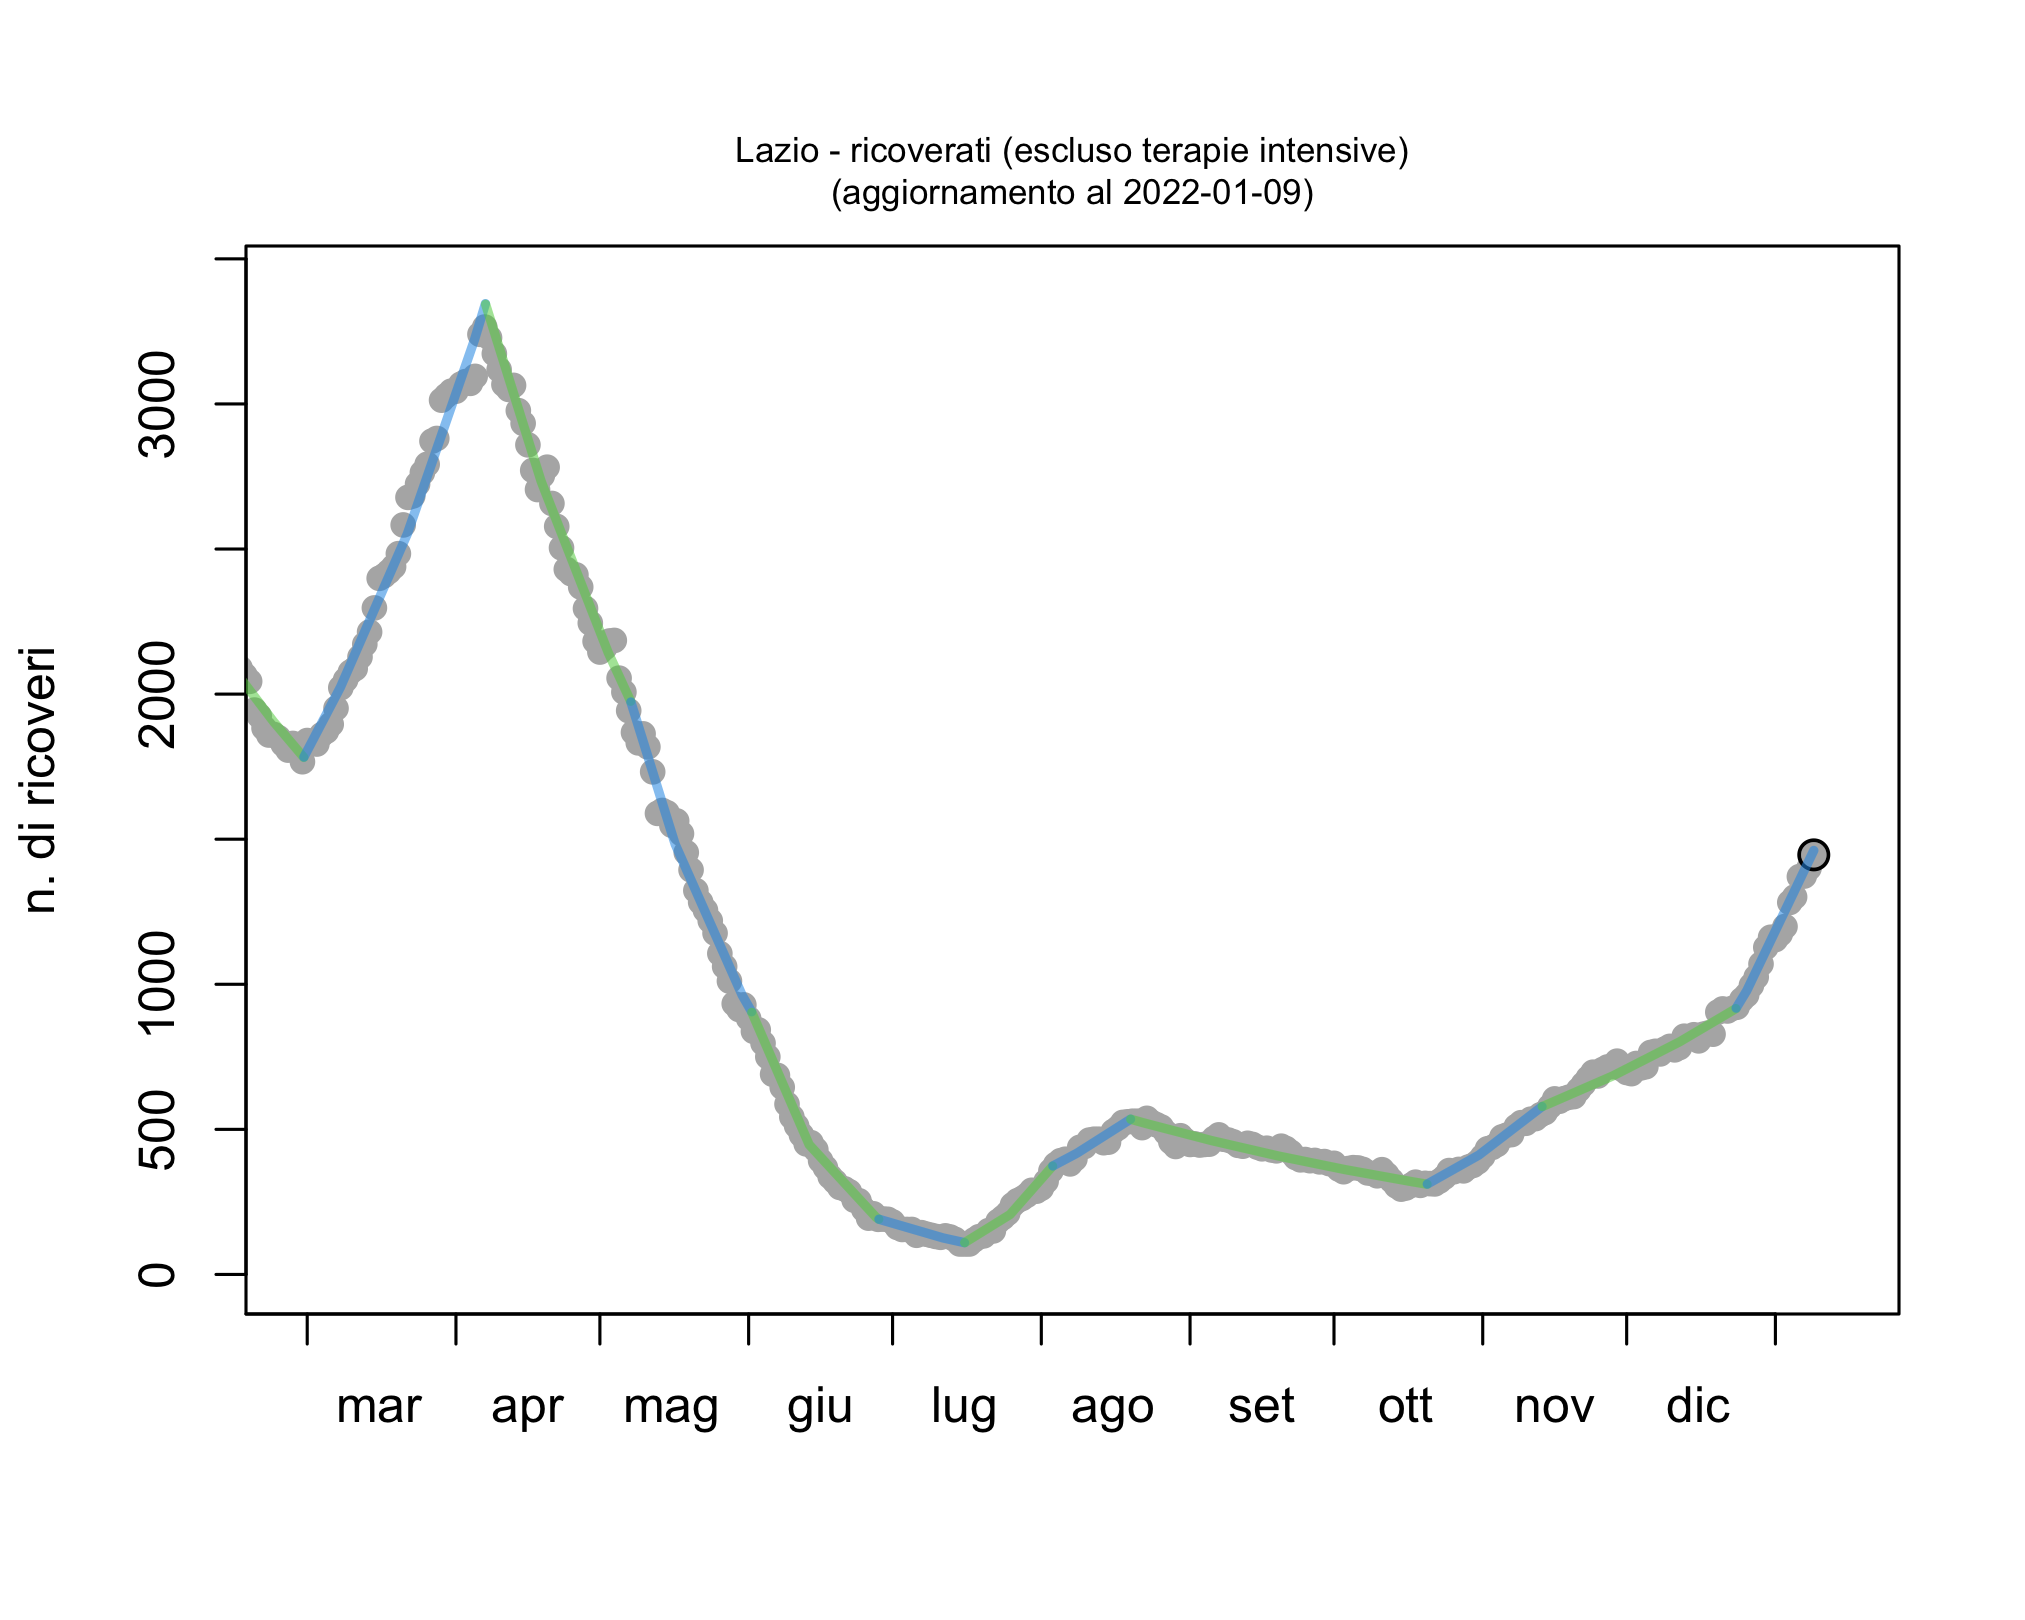 Lazio - ricoverati (escluso terapie intensive)
(aggiornamento al 2022-01-09)
n. di ricoveri
3000
2000
1000
500
0
mar apr mag giu lug ago set ott nov dic